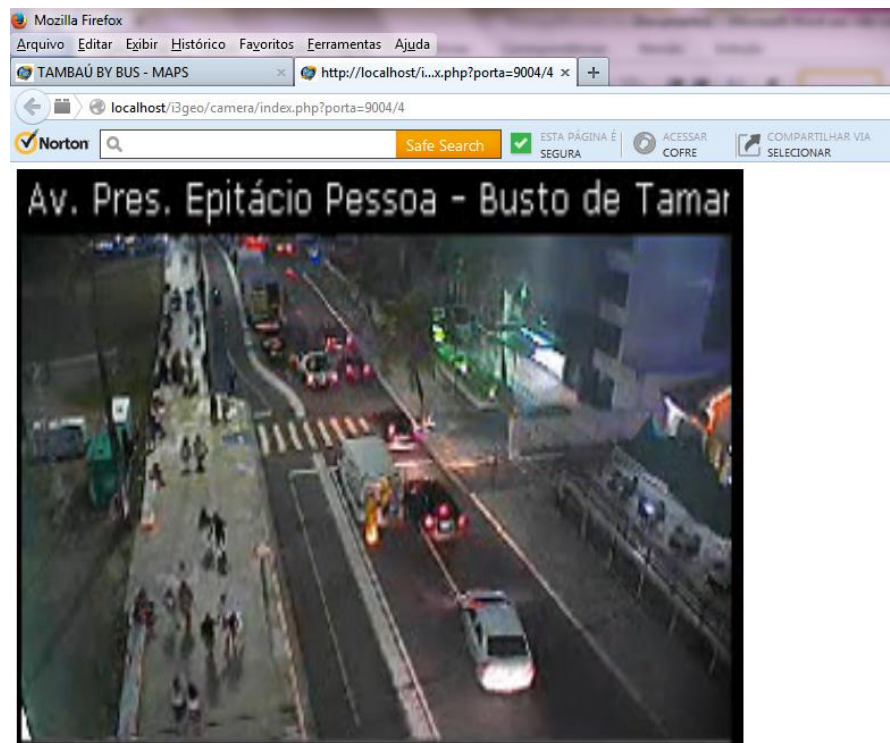 Mozilla Firefox
Arquivo Editar Exibir Histórico Favoritos Ferramentas Ajuda
TAMBAÚ BY BUS - MAPS × http://localhost/i...x.php?porta=9004/4 × +
localhost/i3geo/camera/index.php?porta=9004/4
Norton Safe Search ESTA PÁGINA É SEGURA ACESSAR COFRE COMPARTILHAR VIA SELECIONAR
Av. Pres. Epitácio Pessoa - Busto de Tamar